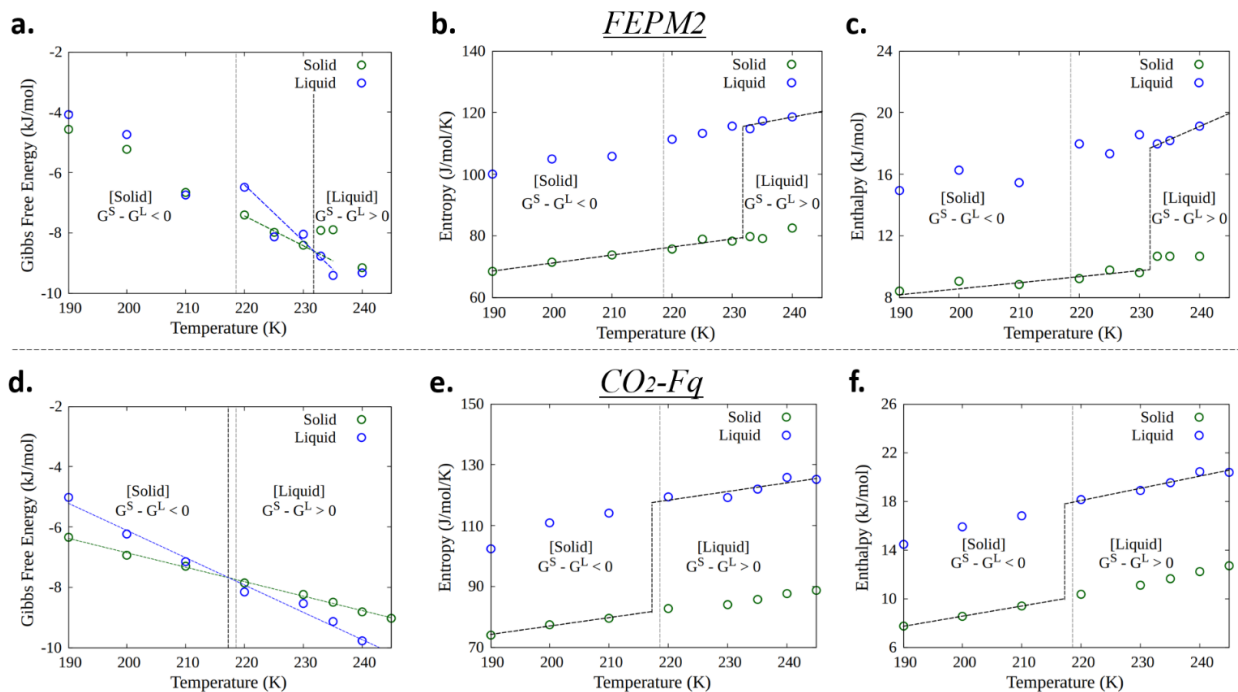 FEPM2
a.
-2
-4
-6
-8
-10
190 200 210 220 230 240
Gibbs Free Energy (kJ/mol)
Temperature (K)
Solid
Liquid
[Solid]
G^S - G^L < 0
[Liquid]
G^S - G^L > 0
b.
140
120
100
80
60
190 200 210 220 230 240
Entropy (J/mol/K)
Temperature (K)
Solid
Liquid
[Solid]
G^S - G^L < 0
[Liquid]
G^S - G^L > 0
c.
24
20
16
12
8
190 200 210 220 230 240
Enthalpy (kJ/mol)
Temperature (K)
Solid
Liquid
[Solid]
G^S - G^L < 0
[Liquid]
G^S - G^L > 0
CO2-Fq
d.
-2
-4
-6
-8
-10
190 200 210 220 230 240
Gibbs Free Energy (kJ/mol)
Temperature (K)
Solid
Liquid
[Solid]
G^S - G^L < 0
[Liquid]
G^S - G^L > 0
e.
150
130
110
90
70
190 200 210 220 230 240
Entropy (J/mol/K)
Temperature (K)
Solid
Liquid
[Solid]
G^S - G^L < 0
[Liquid]
G^S - G^L > 0
f.
26
22
18
14
10
6
190 200 210 220 230 240
Enthalpy (kJ/mol)
Temperature (K)
Solid
Liquid
[Solid]
G^S - G^L < 0
[Liquid]
G^S - G^L > 0